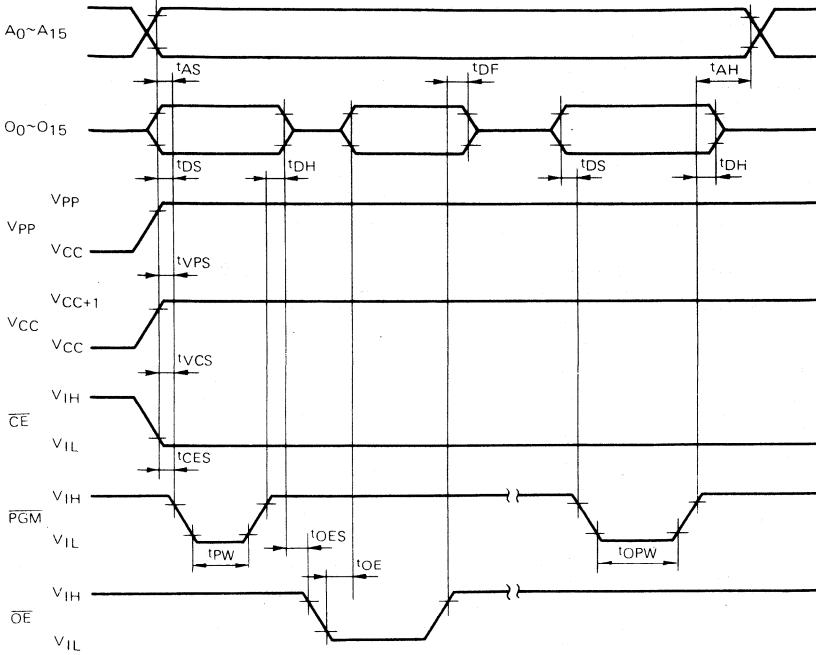 A0~A15
tAS
tDF
tAH
O0~O15
tDS
tDH
tDS
tDH
VPP
VPP
VCC
tVPS
VCC+1
VCC
VCC
tVCS
VIH
CE
VIL
tCES
VIH
PGM
VIL
tPW
tOES
tOE
tOPW
VIH
OE
VIL